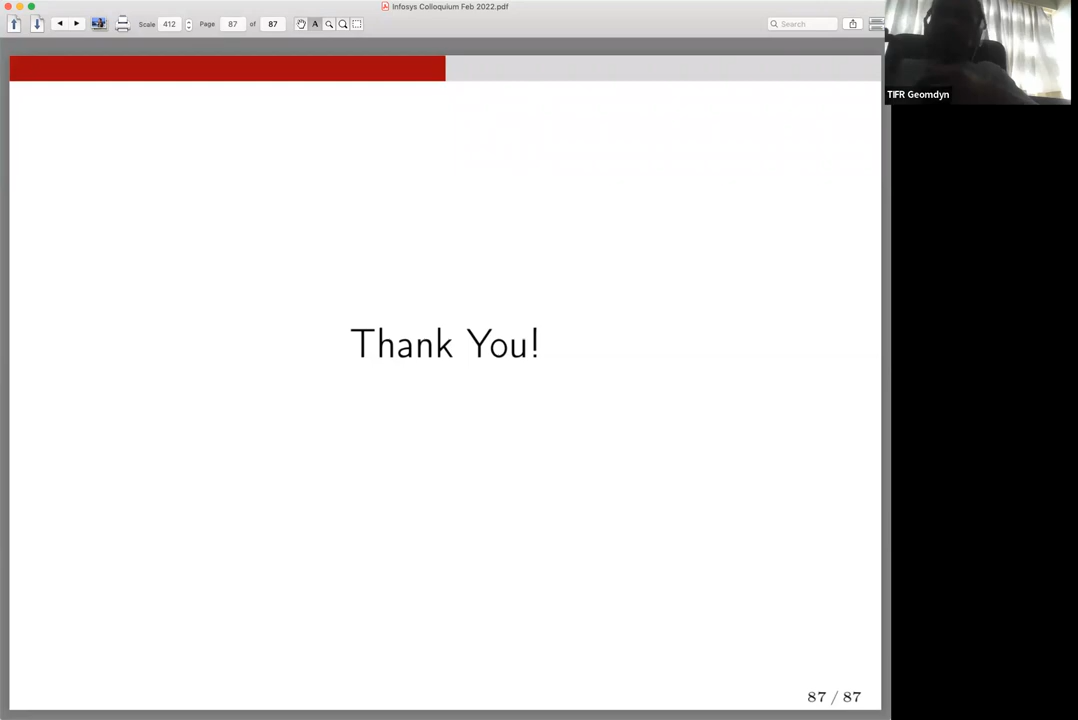 Infosys Colloquium Feb 2022.pdf
Scale 412 Page 87 of 87 A Search
TIFR Geomdyn
Thank You!
87 / 87